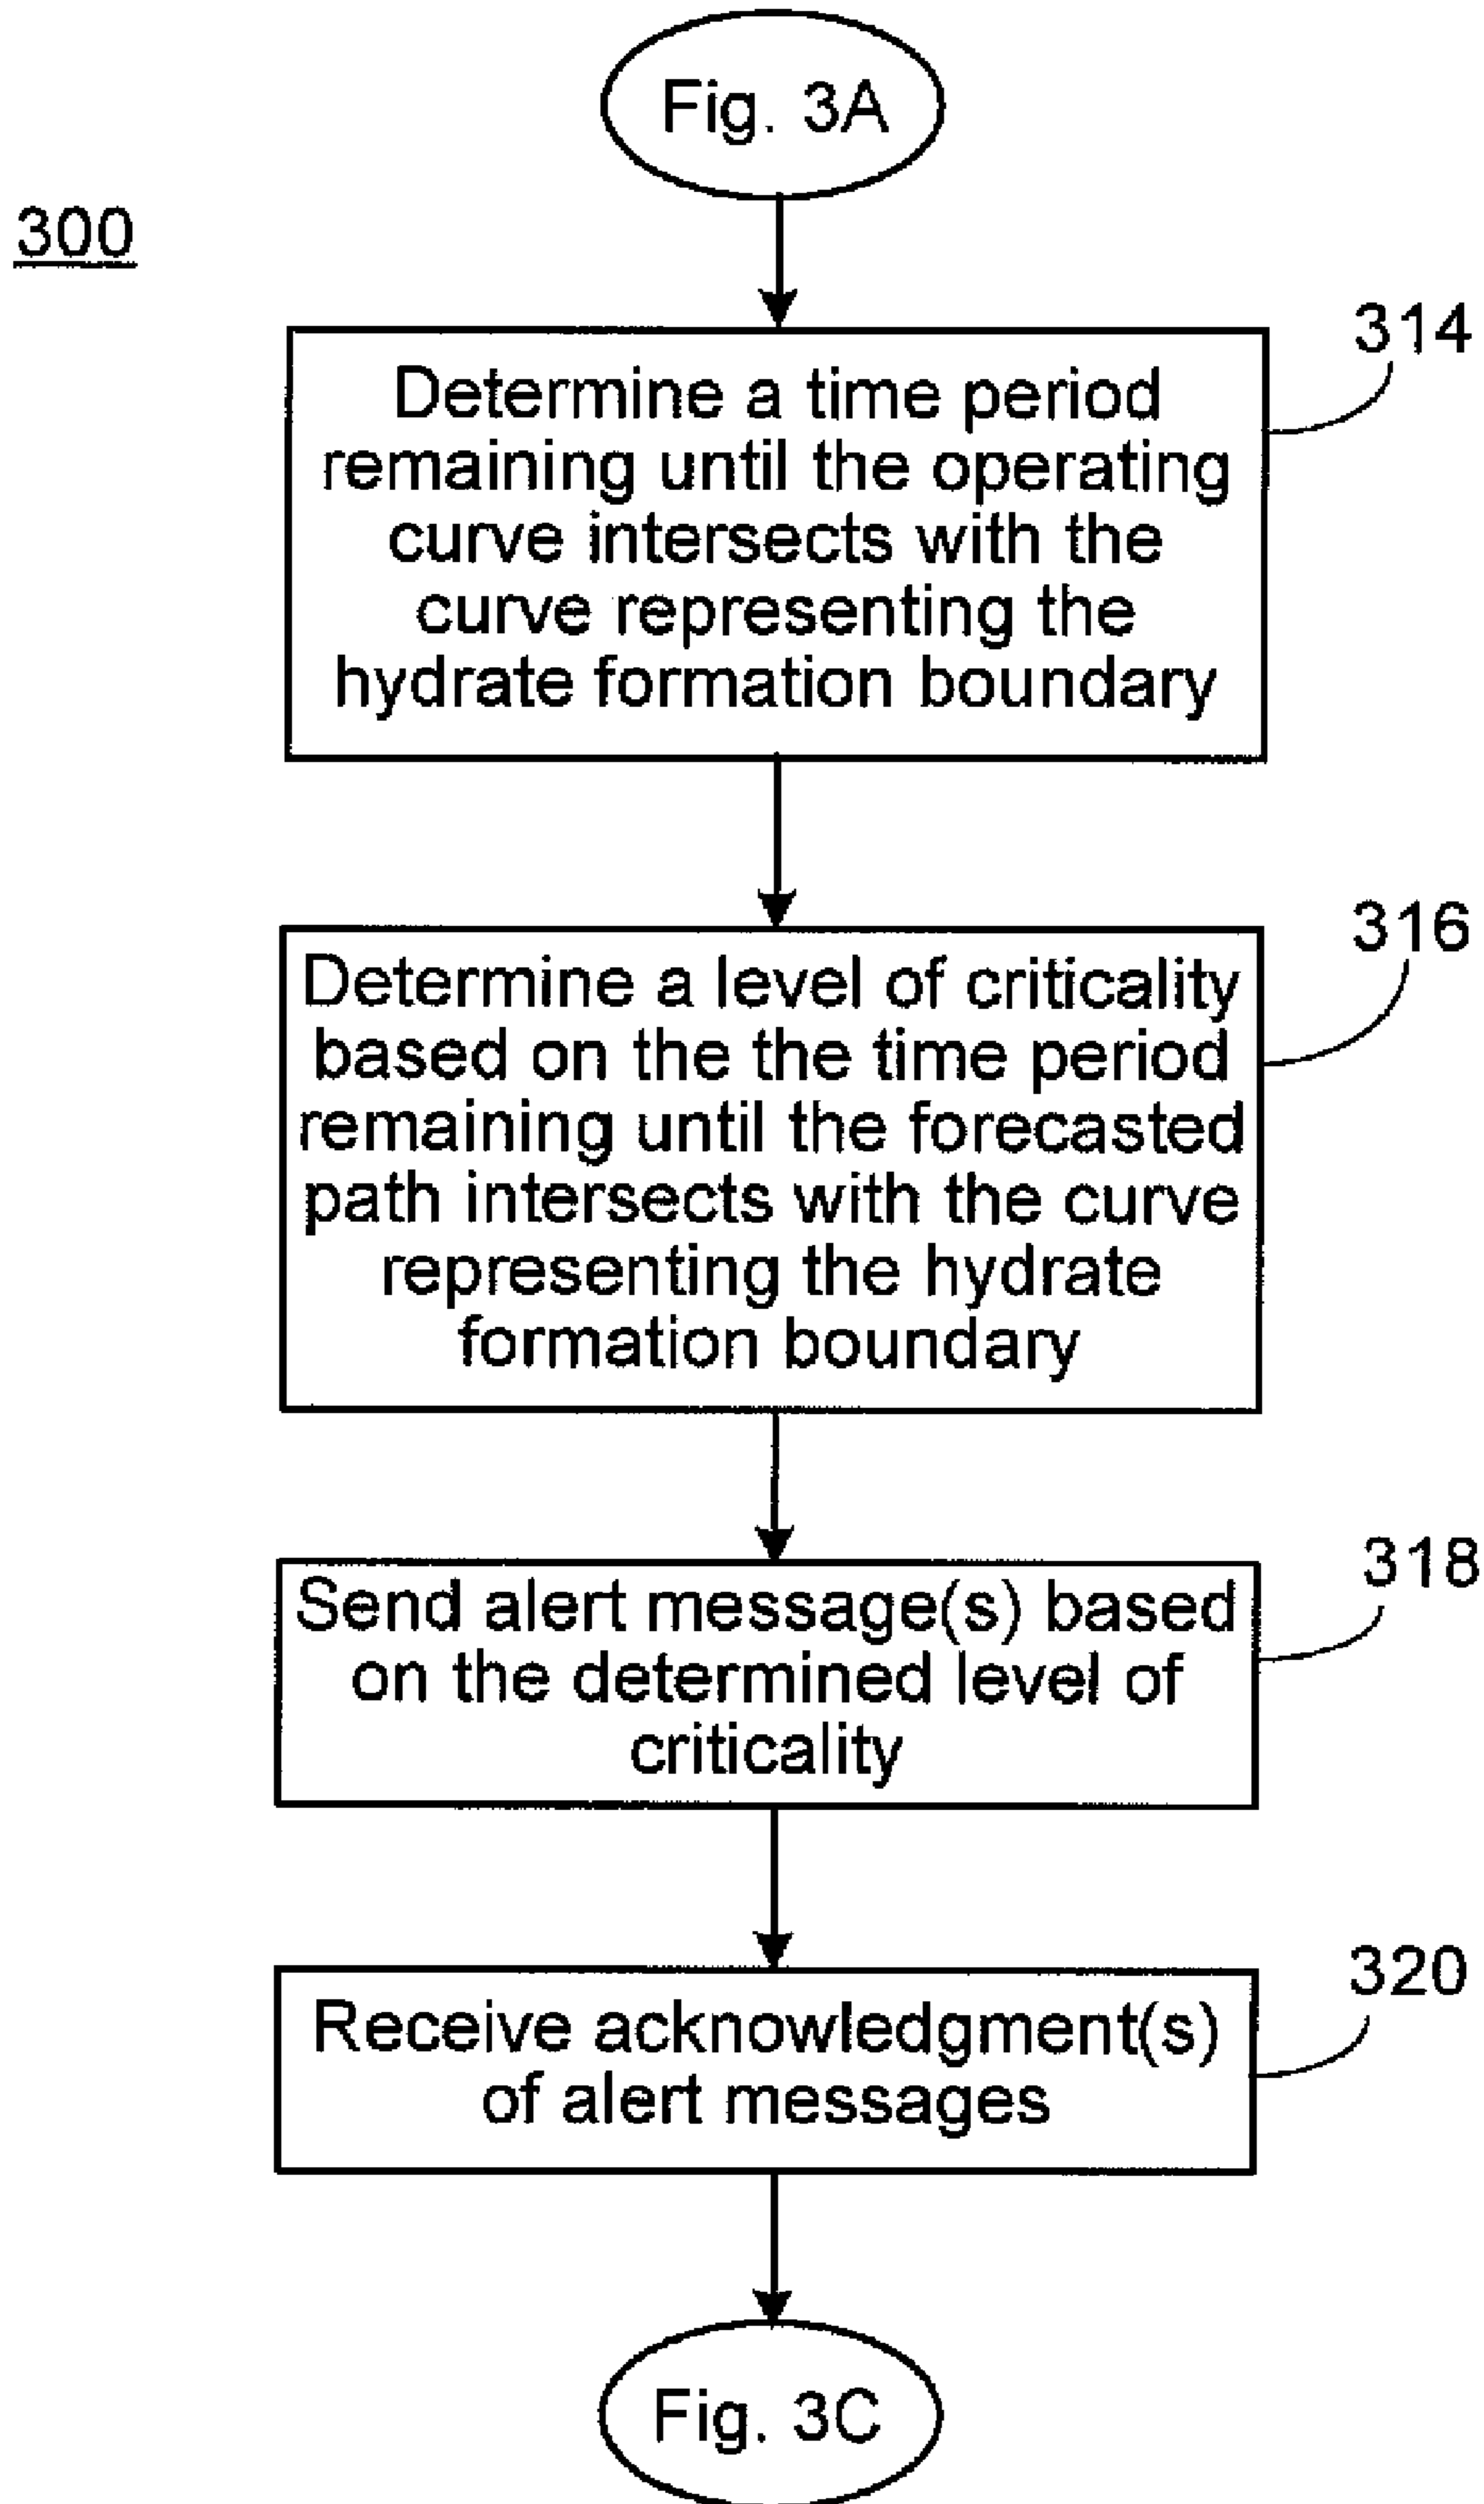 Fig. 3A
300
314
Determine a time period
remaining until the operating
curve intersects with the
curve representing the
hydrate formation boundary
316
Determine a level of criticality
based on the the time period
remaining until the forecasted
path intersects with the curve
representing the hydrate
formation boundary
318
Send alert message(s) based
on the determined level of
criticality
320
Receive acknowledgment(s)
of alert messages
Fig. 3C